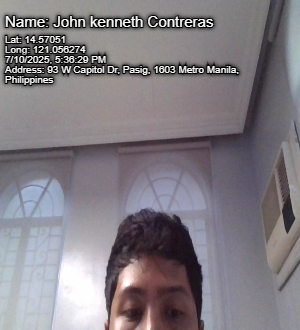 Name: John kenneth Contreras
Lat: 14.57051
Long: 121.056274
7/10/2025, 5:36:29 PM
Address: 93 W Capitol Dr, Pasig, 1603 Metro Manila,
Philippines